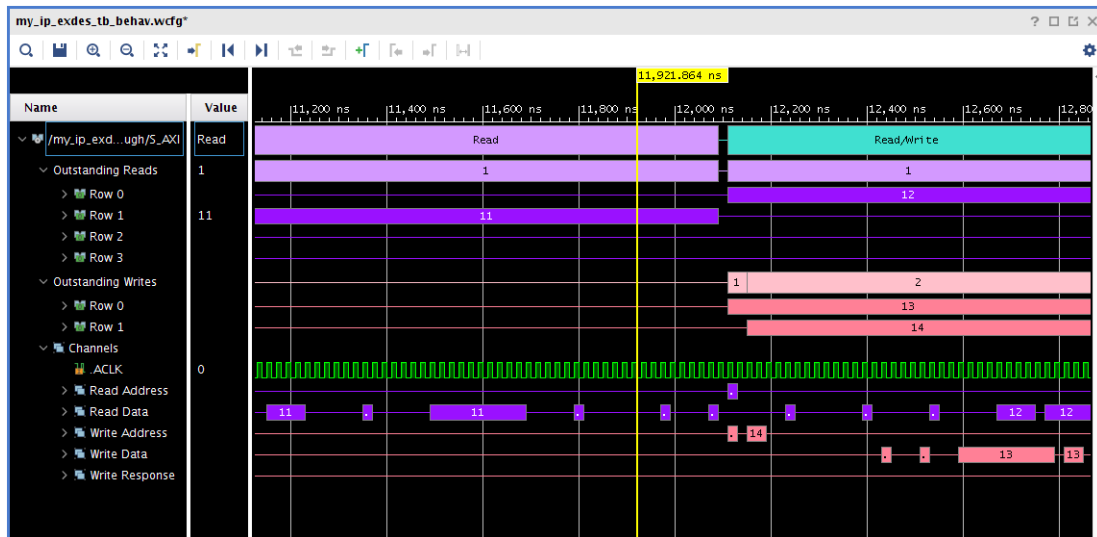 my_ip_exdes_tb_behav.wcfg*
11,921.864 ns
Name Value 11,200 ns 11,400 ns 11,600 ns 11,800 ns 12,000 ns 12,200 ns 12,400 ns 12,600 ns 12,80
/my_ip_exd...ugh/S_AXI Read Read Read/Write
Outstanding Reads 1 1 1
Row 0 12
Row 1 11 11
Row 2
Row 3
Outstanding Writes 1 2
Row 0 13
Row 1 14
Channels
.ACLK 0
Read Address .
Read Data 11 . 11 . . . . . . 12 12
Write Address . 14
Write Data . . 13 13
Write Response